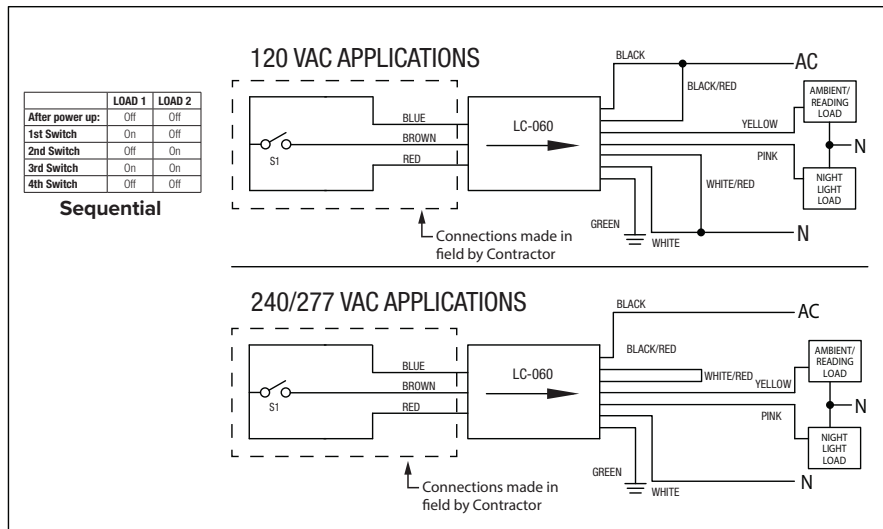 120 VAC APPLICATIONS
LOAD 1 LOAD 2
After power up: Off Off
1st Switch On Off
2nd Switch Off On
3rd Switch On On
4th Switch Off Off
Sequential
S1
BLUE
BROWN
RED
LC-060
BLACK
AC
BLACK/RED
YELLOW
PINK
WHITE/RED
GREEN
WHITE
N
AMBIENT/
READING
LOAD
N
NIGHT
LIGHT
LOAD
Connections made in
field by Contractor
240/277 VAC APPLICATIONS
S1
BLUE
BROWN
RED
LC-060
BLACK
AC
BLACK/RED
WHITE/RED
YELLOW
PINK
GREEN
WHITE
N
AMBIENT/
READING
LOAD
N
NIGHT
LIGHT
LOAD
Connections made in
field by Contractor